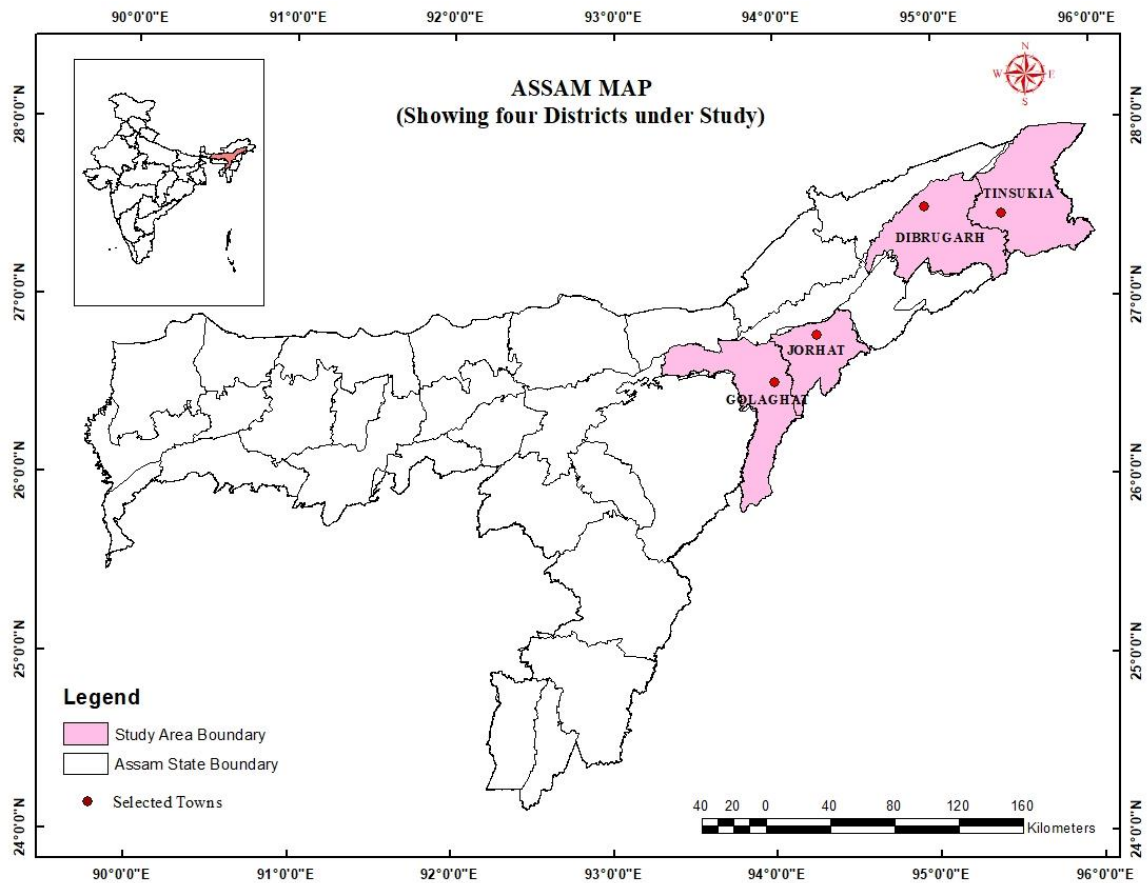 90°0'0"E 91°0'0"E 92°0'0"E 93°0'0"E 94°0'0"E 95°0'0"E 96°0'0"E
ASSAM MAP
(Showing four Districts under Study)
N
W E
S
28°0'0"N 28°0'0"N
TINSUKIA
DIBRUGARH
27°0'0"N 27°0'0"N
JORHAT
GOLAGHAT
26°0'0"N 26°0'0"N
25°0'0"N 25°0'0"N
Legend
Study Area Boundary
Assam State Boundary
Selected Towns
40 20 0 40 80 120 160
Kilometers
24°0'0"N 24°0'0"N
90°0'0"E 91°0'0"E 92°0'0"E 93°0'0"E 94°0'0"E 95°0'0"E 96°0'0"E